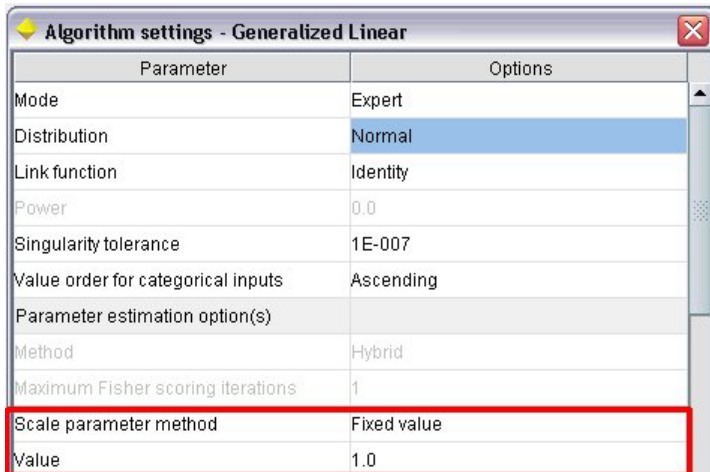 Algorithm settings - Generalized Linear
Parameter Options
Mode Expert
Distribution Normal
Link function Identity
Power 0.0
Singularity tolerance 1E-007
Value order for categorical inputs Ascending
Parameter estimation option(s)
Method Hybrid
Maximum Fisher scoring iterations 1
Scale parameter method Fixed value
Value 1.0